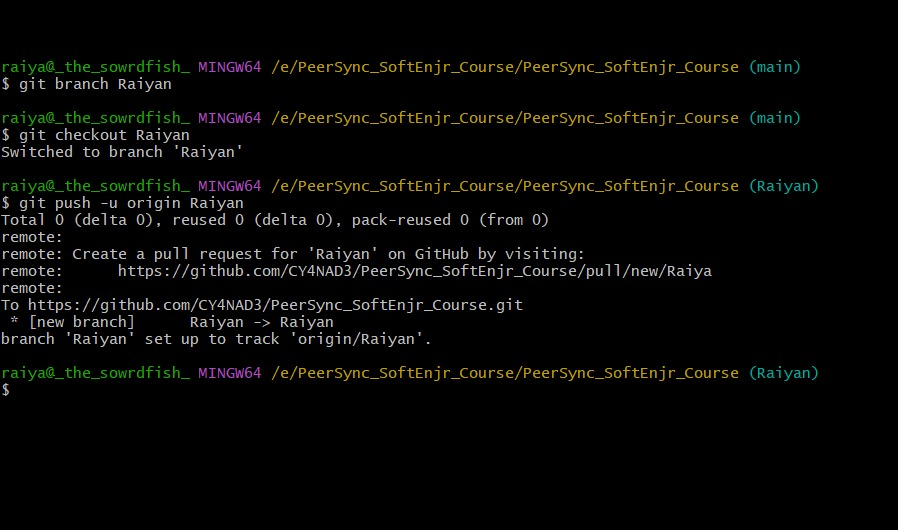 raiya@_the_sowrdfish_ MINGW64 /e/PeerSync_SoftEnjr_Course/PeerSync_SoftEnjr_Course (main)
$ git branch Raiyan
raiya@_the_sowrdfish_ MINGW64 /e/PeerSync_SoftEnjr_Course/PeerSync_SoftEnjr_Course (main)
$ git checkout Raiyan
Switched to branch 'Raiyan'
raiya@_the_sowrdfish_ MINGW64 /e/PeerSync_SoftEnjr_Course/PeerSync_SoftEnjr_Course (Raiyan)
$ git push -u origin Raiyan
Total 0 (delta 0), reused 0 (delta 0), pack-reused 0 (from 0)
remote:
remote: Create a pull request for 'Raiyan' on GitHub by visiting:
remote:      https://github.com/CY4NAD3/PeerSync_SoftEnjr_Course/pull/new/Raiya
remote:
To https://github.com/CY4NAD3/PeerSync_SoftEnjr_Course.git
 * [new branch]      Raiyan -> Raiyan
branch 'Raiyan' set up to track 'origin/Raiyan'.
raiya@_the_sowrdfish_ MINGW64 /e/PeerSync_SoftEnjr_Course/PeerSync_SoftEnjr_Course (Raiyan)
$